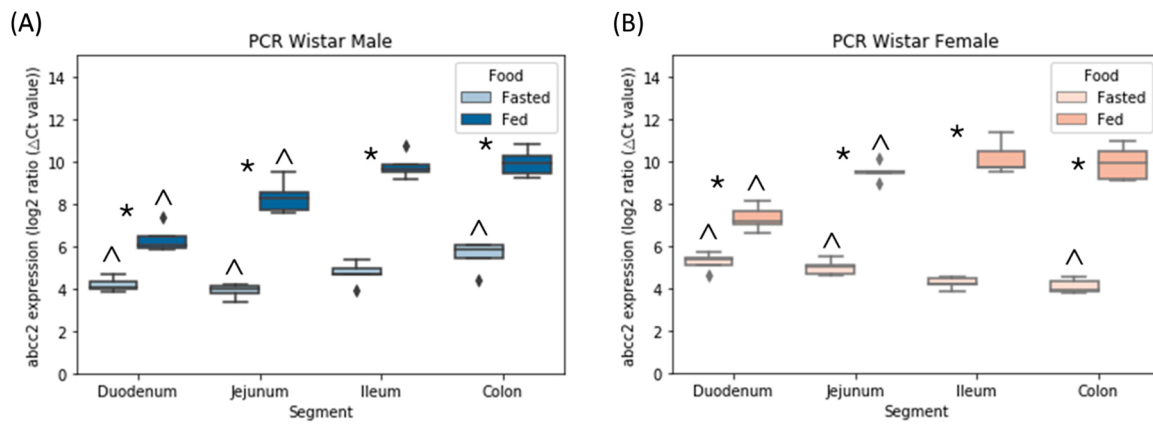 (A)
PCR Wistar Male
abcc2 expression (log2 ratio (△Ct value))
14
12
10
8
6
4
2
0
Food
Fasted
Fed
*
^
^
*
^
^
*
*
^
Duodenum
Jejunum
Ileum
Colon
Segment
(B)
PCR Wistar Female
abcc2 expression (log2 ratio (△Ct value))
14
12
10
8
6
4
2
0
Food
Fasted
Fed
*
^
^
*
^
^
*
*
^
Duodenum
Jejunum
Ileum
Colon
Segment